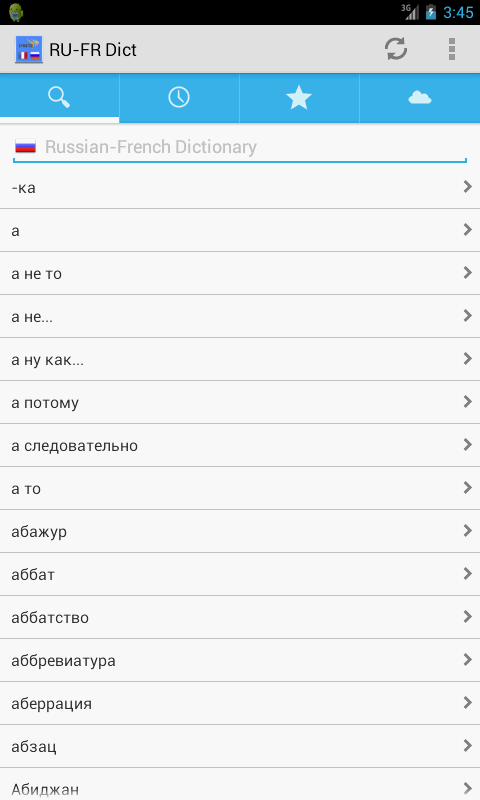 3G 3:45
RU-FR Dict
Russian-French Dictionary
-ка
а
а не то
а не...
а ну как...
а потому
а следовательно
а то
абажур
аббат
аббатство
аббревиатура
аберрация
абзац
Абиджан